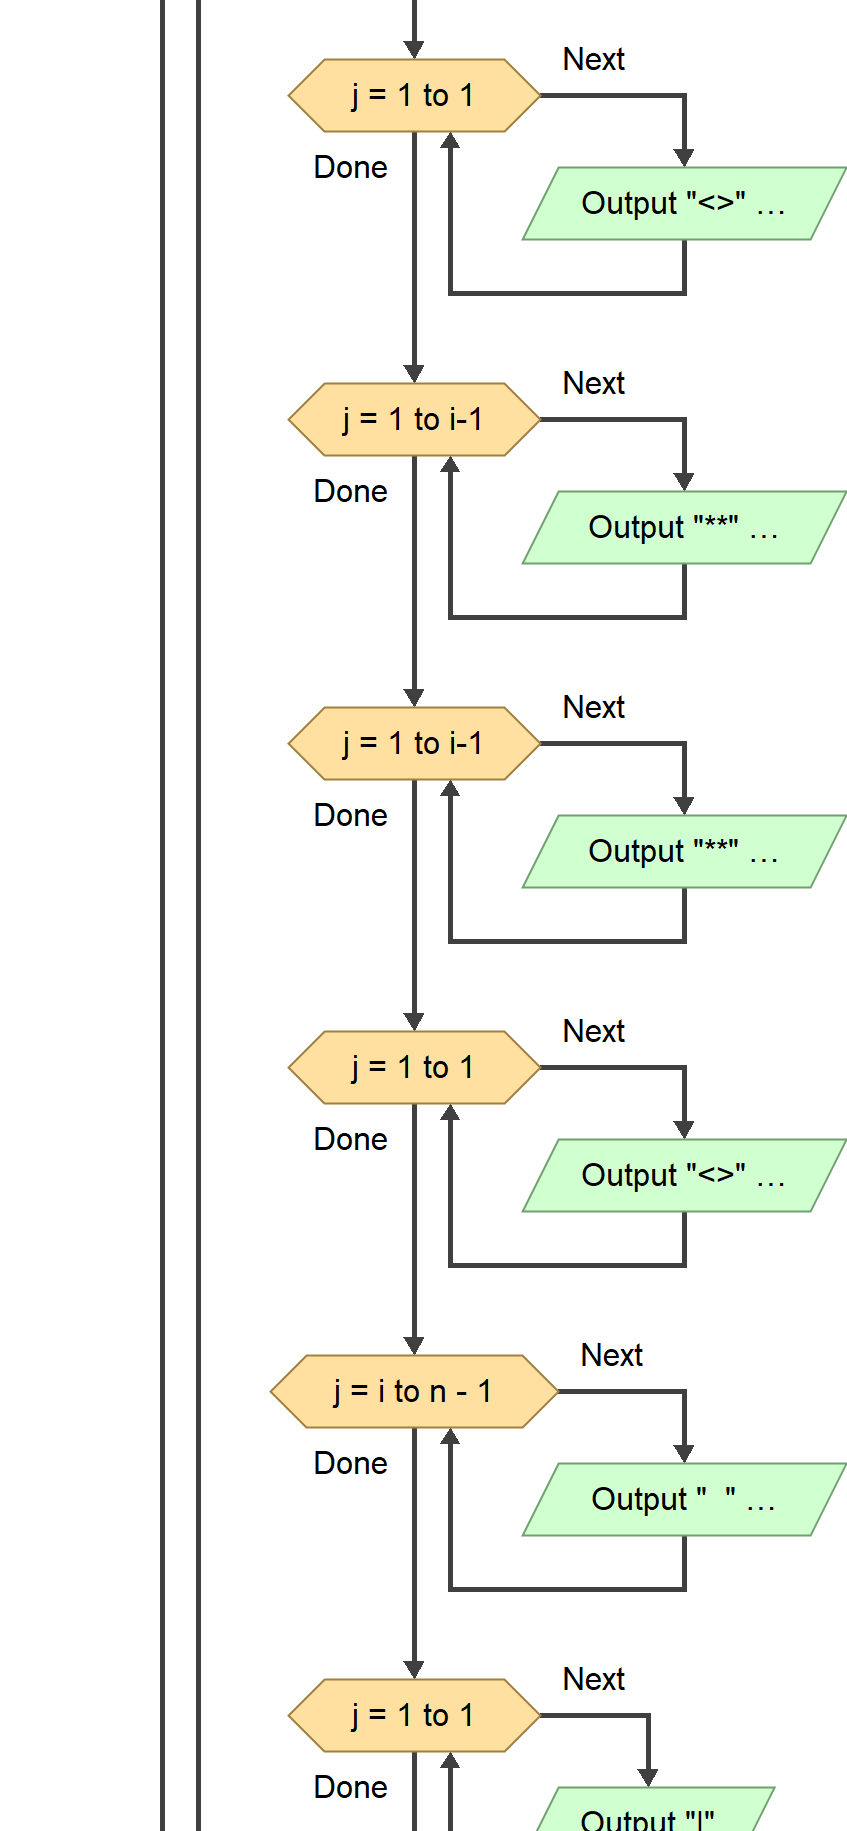 Next
j = 1 to 1
Done
Output "<>" …
Next
j = 1 to i-1
Done
Output "**" …
Next
j = 1 to i-1
Done
Output "**" …
Next
j = 1 to 1
Done
Output "<>" …
Next
j = i to n - 1
Done
Output "  " …
Next
j = 1 to 1
Done
Output "|"